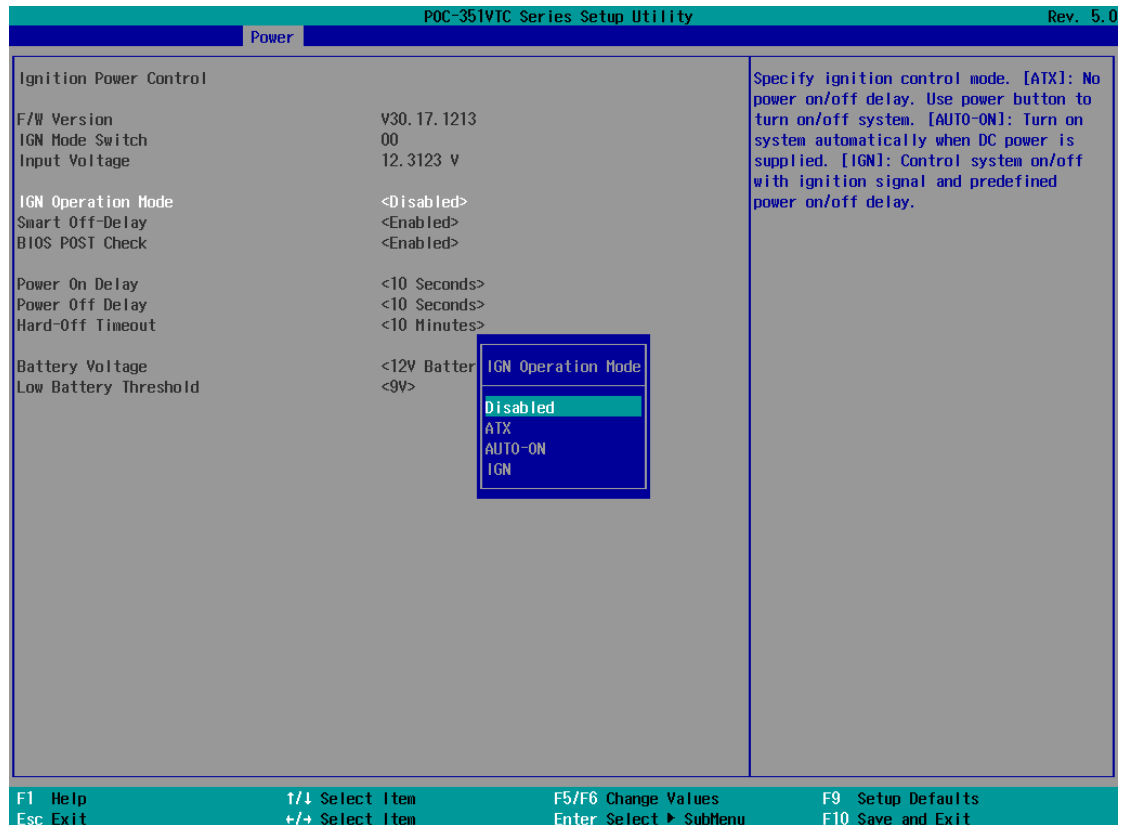 POC-351VTC Series Setup Utility Rev. 5.0
Power
Ignition Power Control
F/W Version V30.17.1213
IGN Mode Switch 00
Input Voltage 12.3123 V
IGN Operation Mode <Disabled>
Smart Off-Delay <Enabled>
BIOS POST Check <Enabled>
Power On Delay <10 Seconds>
Power Off Delay <10 Seconds>
Hard-Off Timeout <10 Minutes>
Battery Voltage <12V Batter
Low Battery Threshold <9V>
IGN Operation Mode
Disabled
ATX
AUTO-ON
IGN
Specify ignition control mode. [ATX]: No
power on/off delay. Use power button to
turn on/off system. [AUTO-ON]: Turn on
system automatically when DC power is
supplied. [IGN]: Control system on/off
with ignition signal and predefined
power on/off delay.
F1 Help ↑/↓ Select Item F5/F6 Change Values F9 Setup Defaults
Esc Exit ←/→ Select Item Enter Select ▶ SubMenu F10 Save and Exit